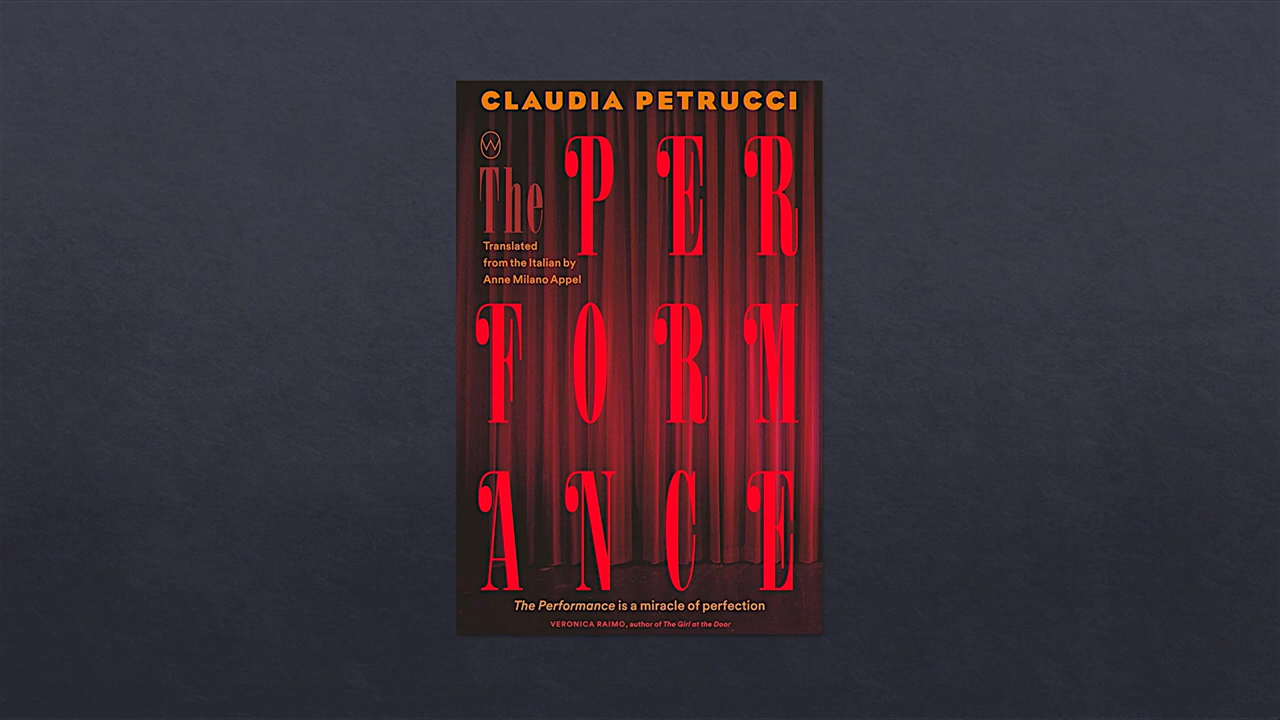 CLAUDIA PETRUCCI
The PER
Translated
from the Italian by
Anne Milano Appel
FORM
ANCE
The Performance is a miracle of perfection
VERONICA RAIMO, author of The Girl at the Door